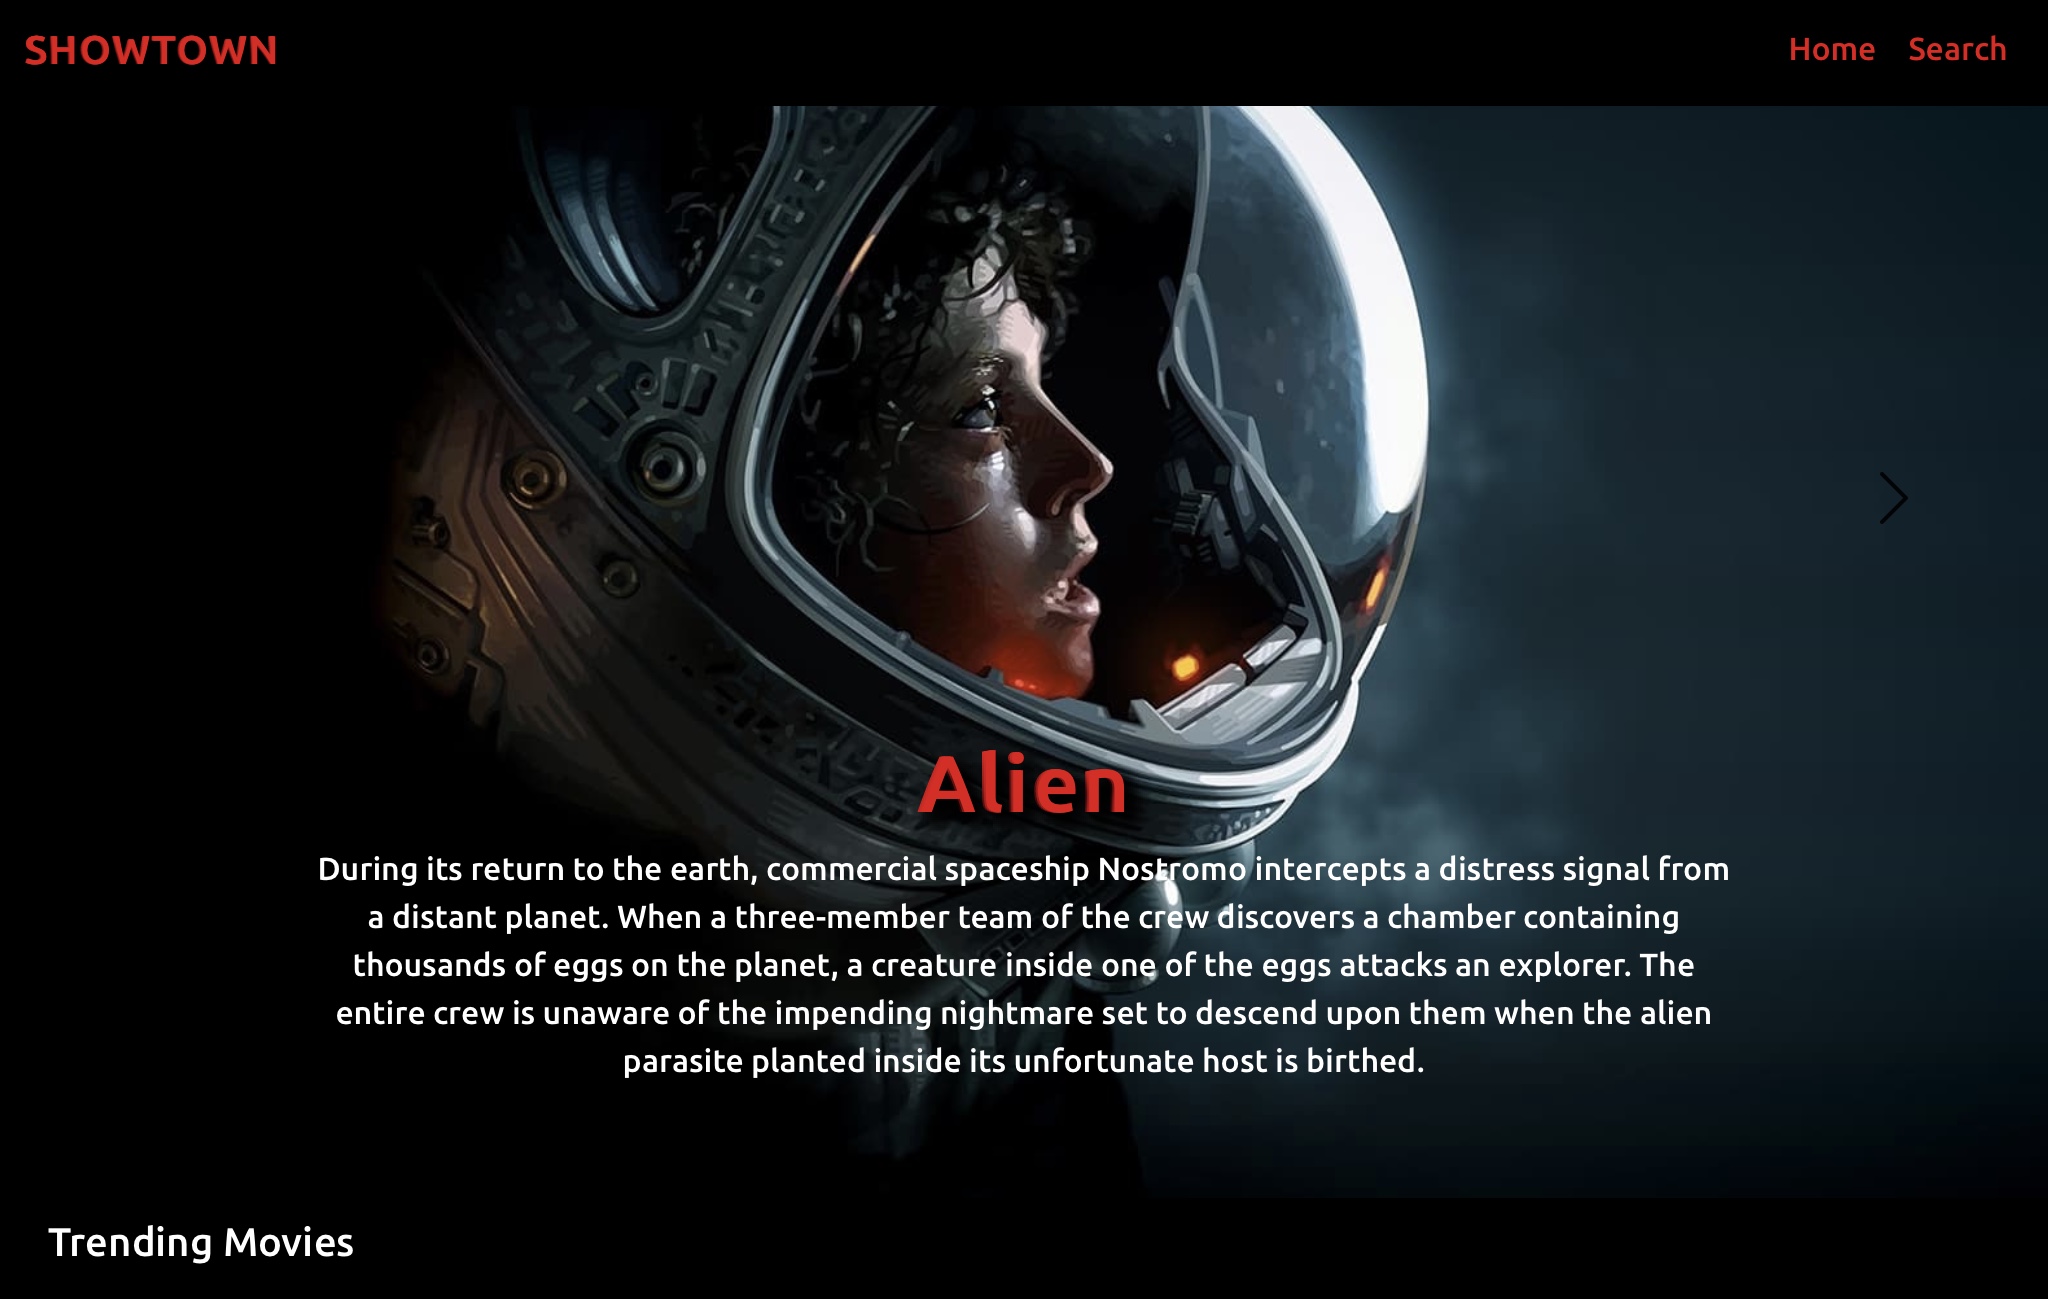 SHOWTOWN
Home Search
Alien
During its return to the earth, commercial spaceship Nostromo intercepts a distress signal from
a distant planet. When a three-member team of the crew discovers a chamber containing
thousands of eggs on the planet, a creature inside one of the eggs attacks an explorer. The
entire crew is unaware of the impending nightmare set to descend upon them when the alien
parasite planted inside its unfortunate host is birthed.
Trending Movies